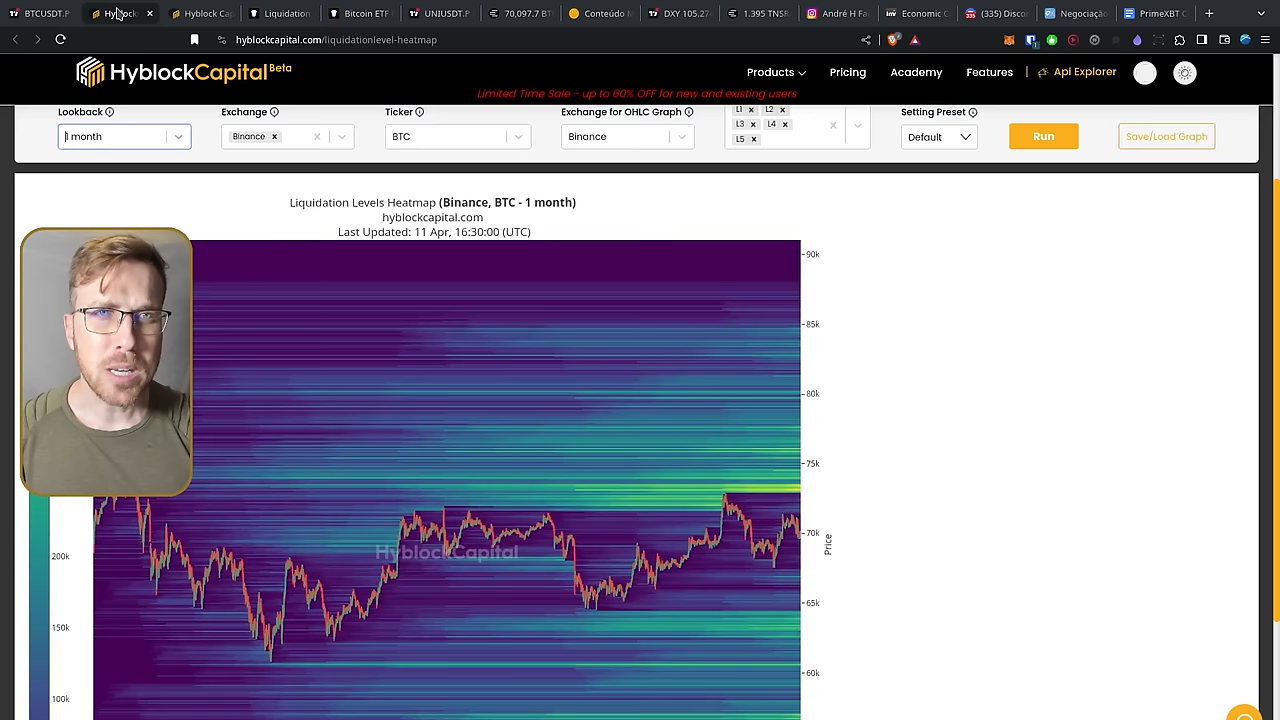 BTCUSDT.P
Hyblock
Hyblock Cap
Liquidation
Bitcoin ETF
UNIUSDT.P
70,097.7 BT
Conteúdo M
DXY 105.27
1.395 TNSR
André H Fa
Economic C
(335) Disco
Negociação
PrimeXBT C
hyblockcapital.com/liquidationlevel-heatmap
HyblockCapital Beta
Products
Pricing
Academy
Features
Api Explorer
Limited Time Sale - up to 60% OFF for new and existing users
Lookback
Exchange
Ticker
Exchange for OHLC Graph
L1 L2
Setting Preset
1 month
Binance
BTC
Binance
L3 L4
L5
Default
Run
Save/Load Graph
Liquidation Levels Heatmap (Binance, BTC - 1 month)
hyblockcapital.com
Last Updated: 11 Apr, 16:30:00 (UTC)
90k
85k
80k
75k
70k
65k
60k
Price
HyblockCapital
200k
150k
100k